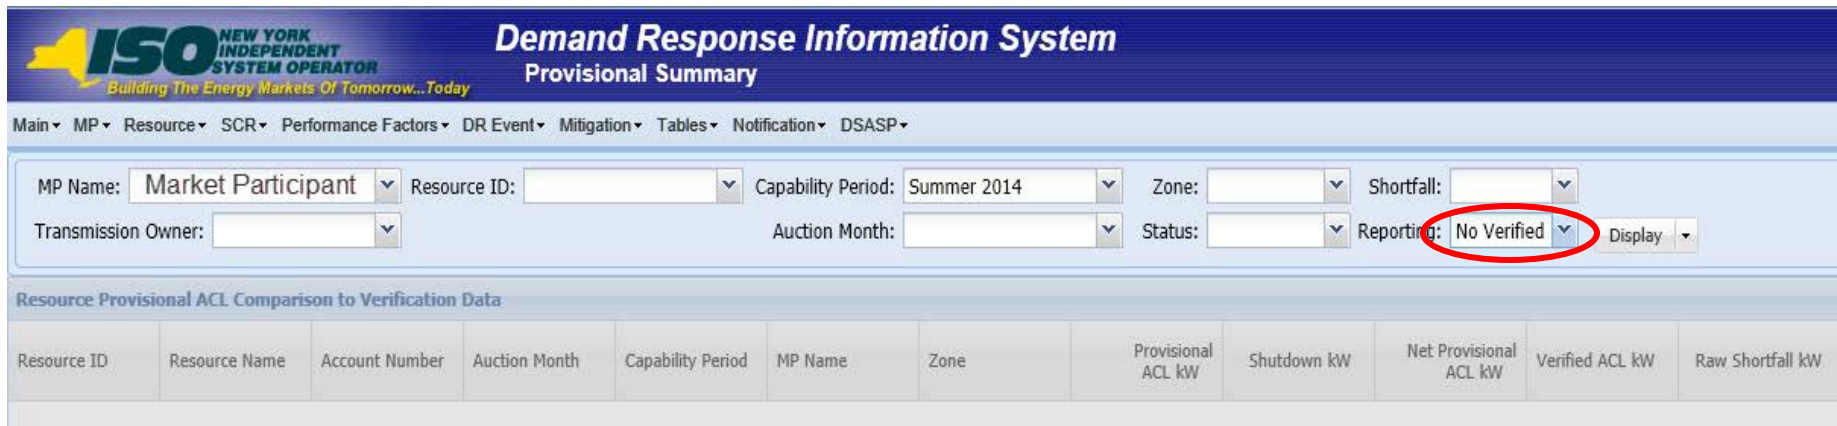 ISO NEW YORK
INDEPENDENT
SYSTEM OPERATOR
Building The Energy Markets Of Tomorrow...Today
Demand Response Information System
Provisional Summary
Main MP Resource SCR Performance Factors DR Event Mitigation Tables Notification DSASP
MP Name: Market Participant Resource ID: Capability Period: Summer 2014 Zone: Shortfall:
Transmission Owner: Auction Month: Status: Reporting: No Verified Display
Resource Provisional ACL Comparison to Verification Data
Resource ID Resource Name Account Number Auction Month Capability Period MP Name Zone Provisional ACL kW Shutdown kW Net Provisional ACL kW Verified ACL kW Raw Shortfall kW